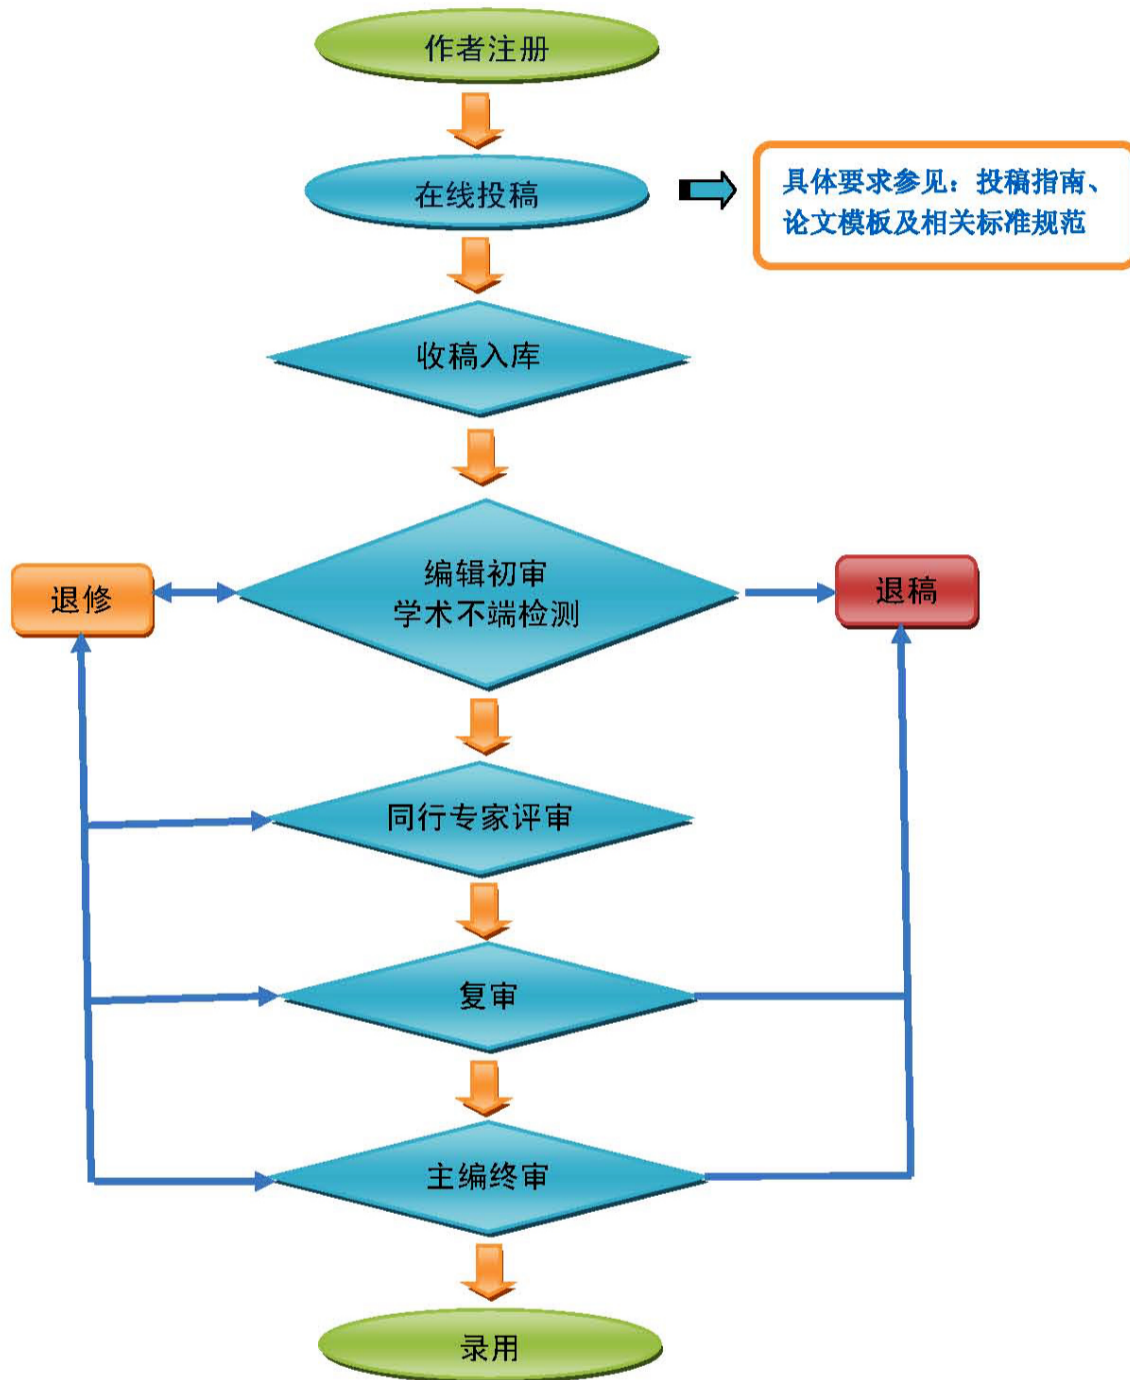 作者注册
在线投稿
具体要求参见：投稿指南、
论文模板及相关标准规范
收稿入库
编辑初审
学术不端检测
退修
退稿
同行专家评审
复审
主编终审
录用